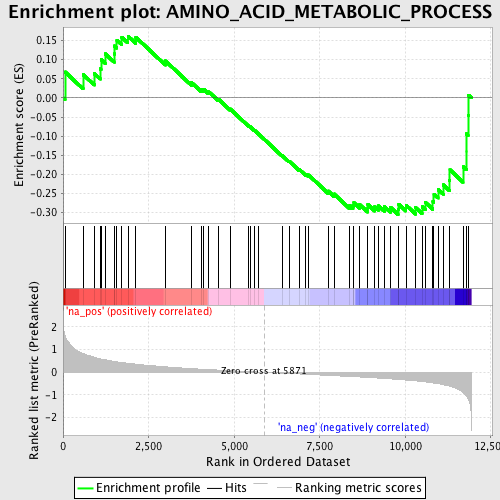 Enrichment plot: AMINO_ACID_METABOLIC_PROCESS
Enrichment score (ES)
0.15
0.10
0.05
0.00
-0.05
-0.10
-0.15
-0.20
-0.25
-0.30
'na_pos' (positively correlated)
Ranked list metric (PreRanked)
2
1
0
-1
-2
Zero cross at 5871
'na_neg' (negatively correlated)
0
2,500
5,000
7,500
10,000
12,500
Rank in Ordered Dataset
Enrichment profile
Hits
Ranking metric scores